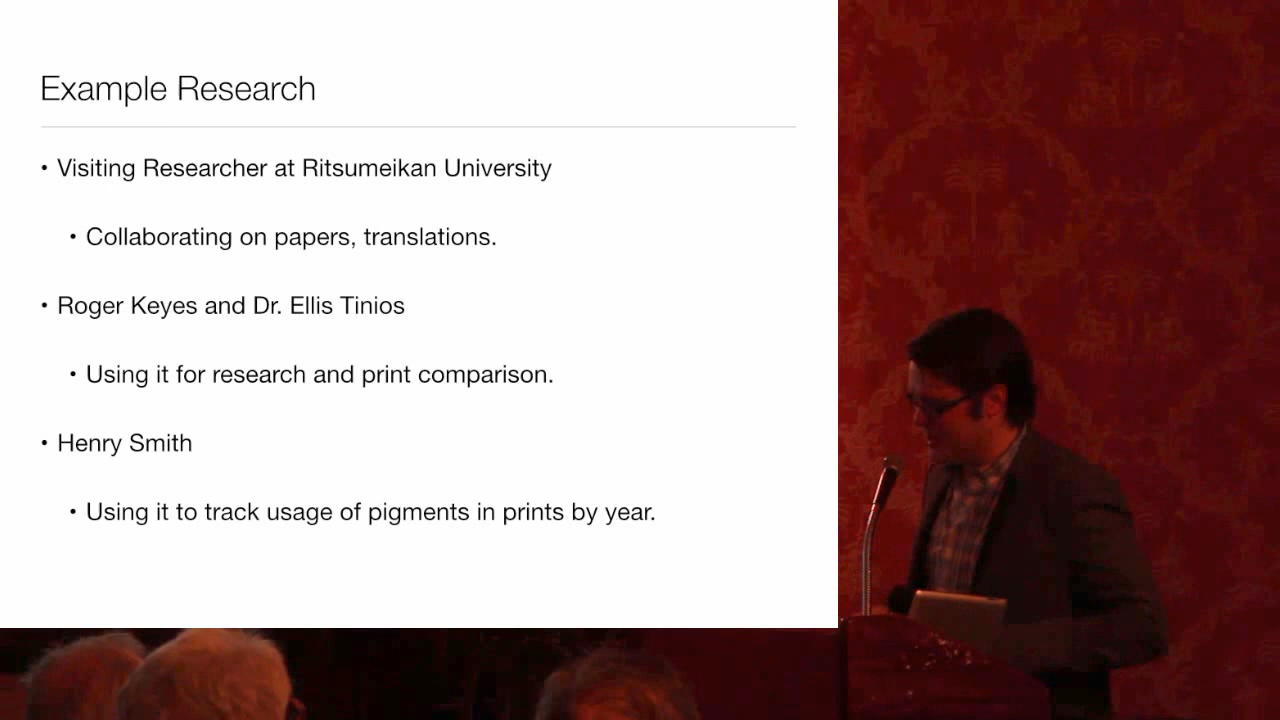 Example Research
• Visiting Researcher at Ritsumeikan University
• Collaborating on papers, translations.
• Roger Keyes and Dr. Ellis Tinios
• Using it for research and print comparison.
• Henry Smith
• Using it to track usage of pigments in prints by year.